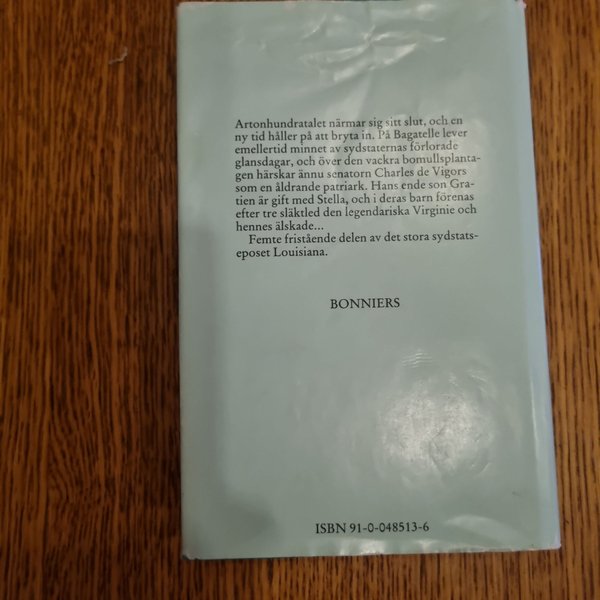 Artonhundratalet närmar sig sitt slut, och en
ny tid håller på att bryta in. På Bagatelle lever
emellertid minnet av sydstaternas förlorade
glansdagar, och över den vackra bomullsplanta-
gen härskar ännu senatorn Charles de Vigors
som en åldrande patriark. Hans ende son Gra-
tien är gift med Stella, och i deras barn förenas
efter tre släktled den legendariska Virginie och
hennes älskade...
Femte fristående delen av det stora sydstats-
eposet Louisiana.
BONNIERS
ISBN 91-0-048513-6